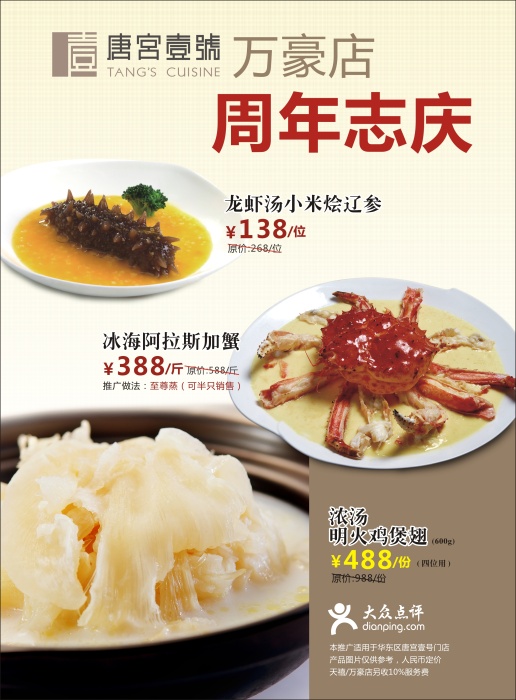 唐宮壹號
TANG'S CUISINE
万豪店
周年志庆
龙虾汤小米烩辽参
¥138/位
原价:268/位
冰海阿拉斯加蟹
¥388/斤 原价:588/斤
推广做法：至尊蒸（可半只销售）
浓汤
明火鸡煲翅(600g)
¥488/份（四位用）
原价:988/份
大众点评
dianping.com
本推广适用于华东区唐宫壹号门店
产品图片仅供参考，人民币定价
天禧/万豪店另收10%服务费